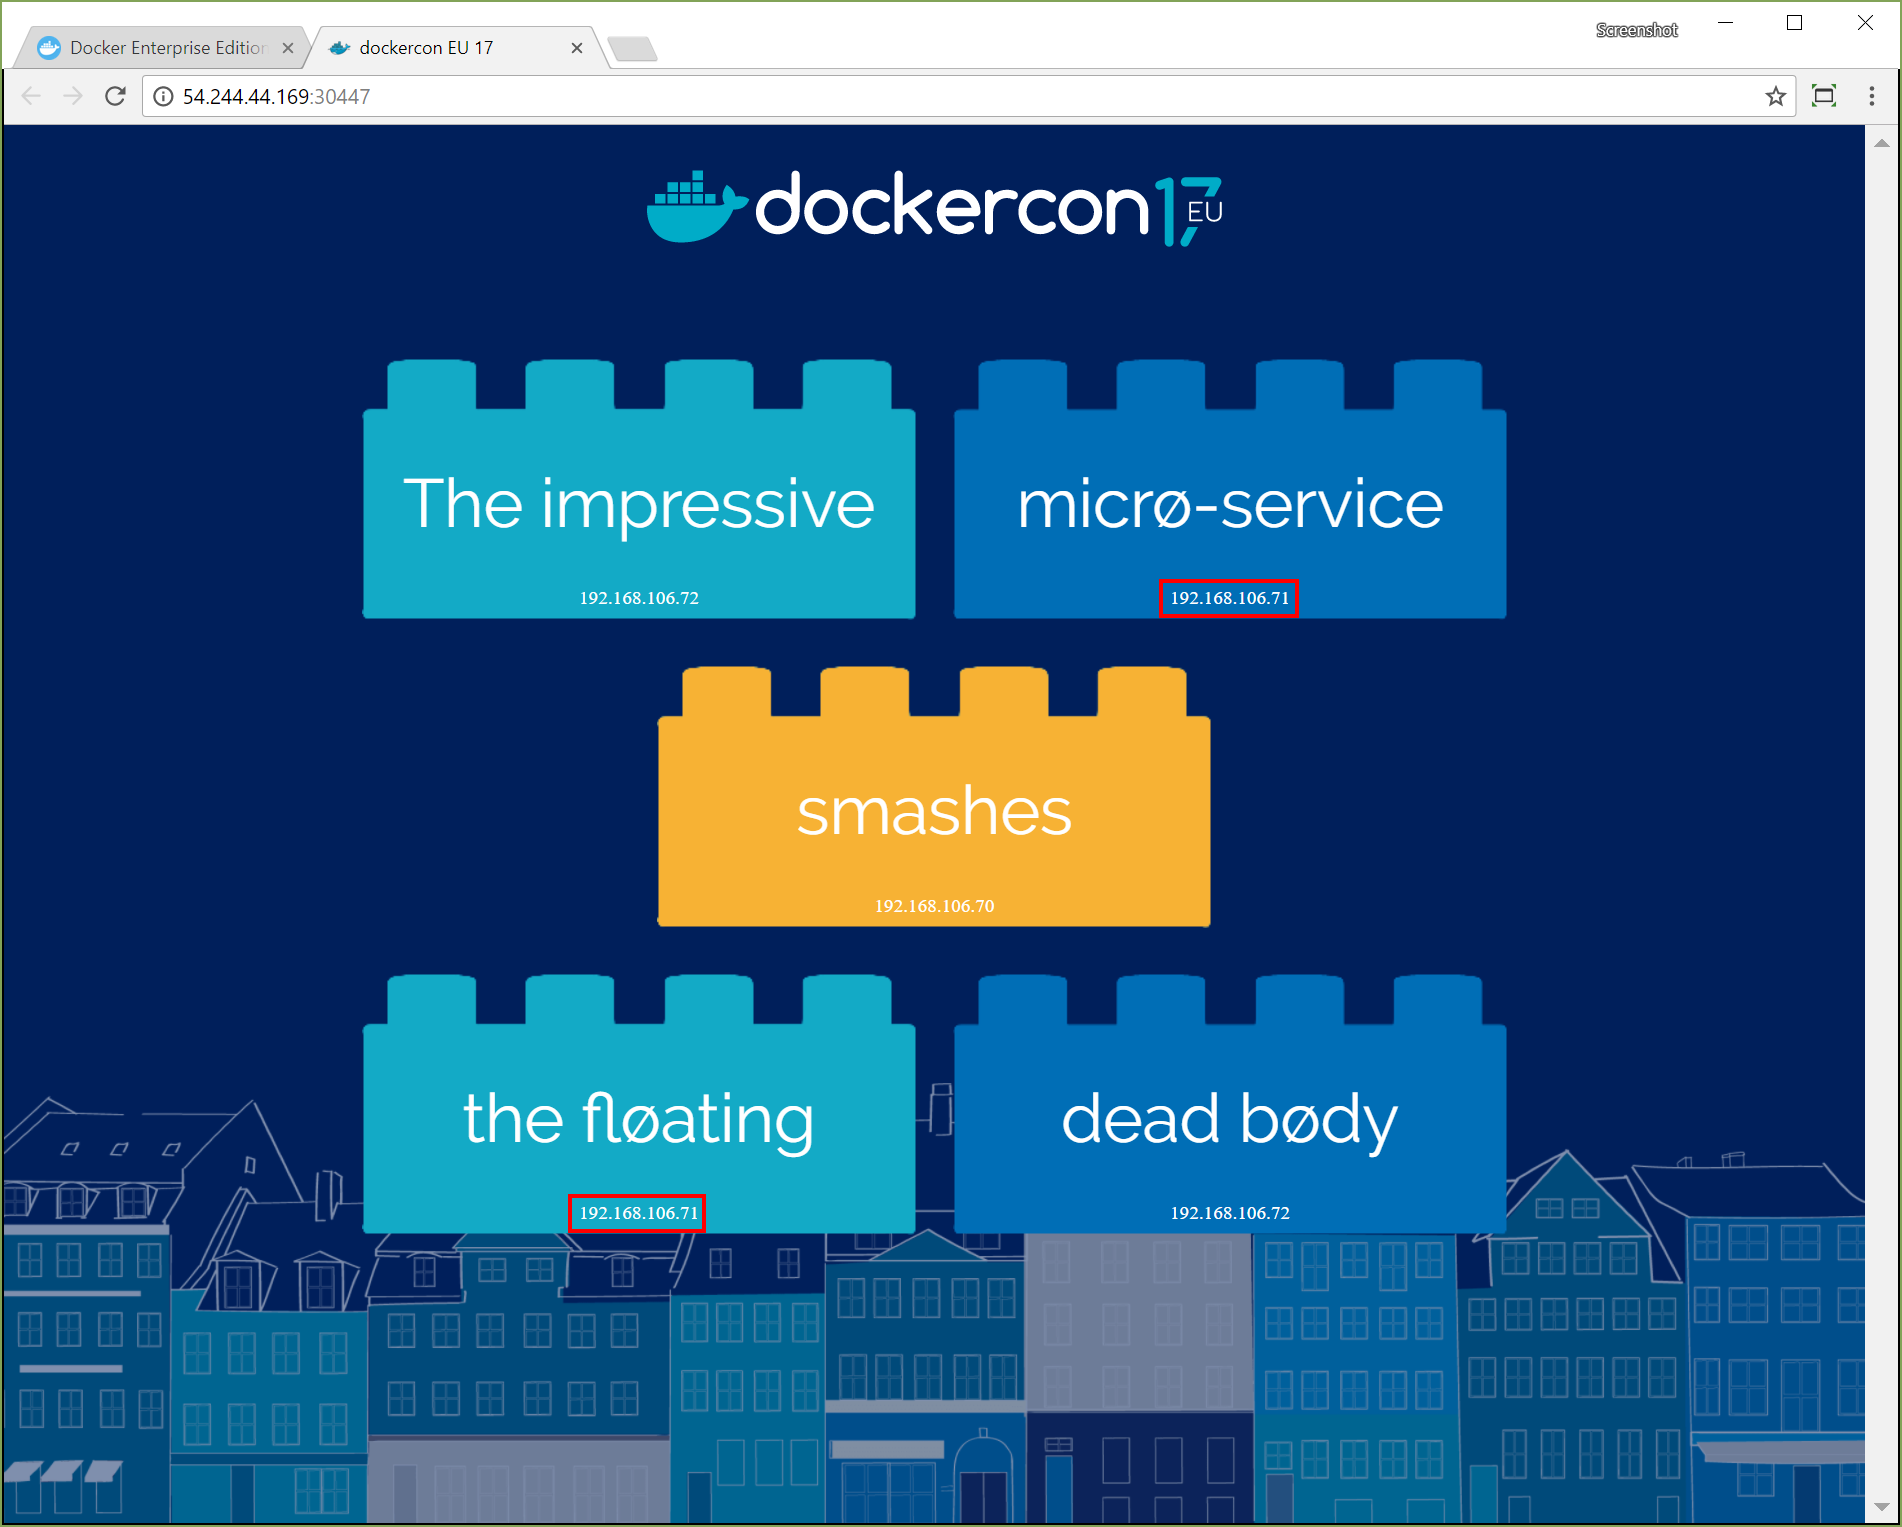 Screenshot
Docker Enterprise Edition
dockercon EU 17
54.244.44.169:30447
dockercon 17 EU
The impressive
192.168.106.72
micrø-service
192.168.106.71
smashes
192.168.106.70
the fløating
192.168.106.71
dead bødy
192.168.106.72